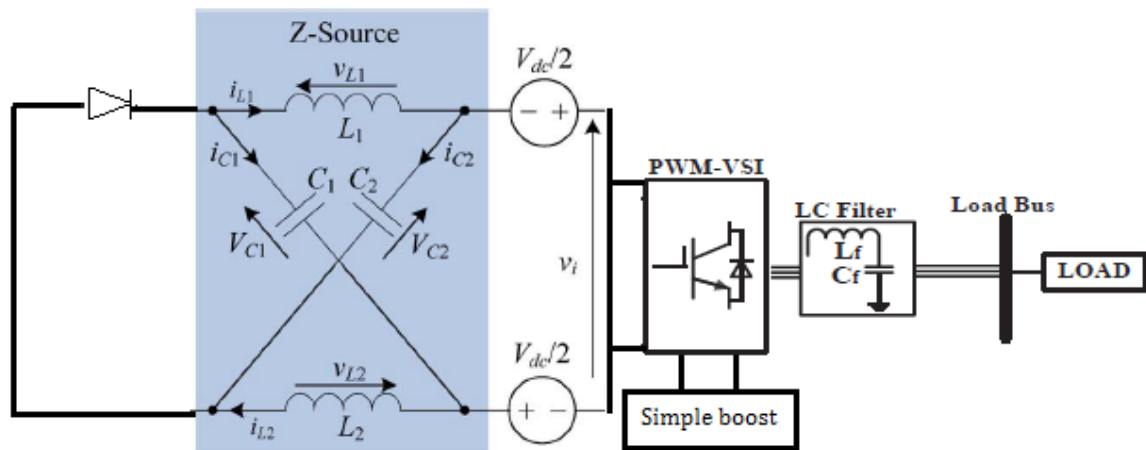 Z-Source
V_dc/2
v_L1
i_L1
L_1
− +
i_C1
i_C2
C_1
C_2
V_C1
V_C2
v_i
PWM-VSI
LC Filter
L_f
C_f
Load Bus
LOAD
v_L2
V_dc/2
+ −
i_L2
L_2
Simple boost